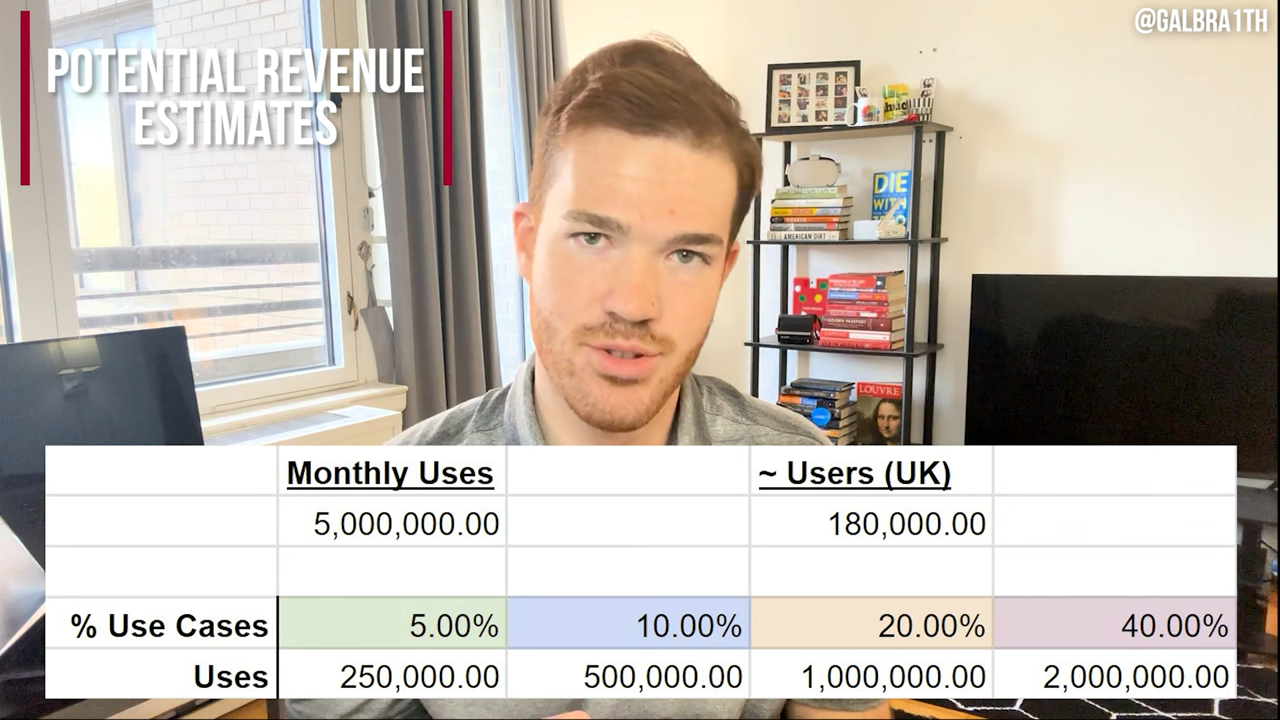 @GALBRA1TH
POTENTIAL REVENUE
ESTIMATES
DIE
WITH
AMERICAN DIRT
LOUVRE
Monthly Uses ~ Users (UK)
5,000,000.00 180,000.00
% Use Cases 5.00% 10.00% 20.00% 40.00%
Uses 250,000.00 500,000.00 1,000,000.00 2,000,000.00